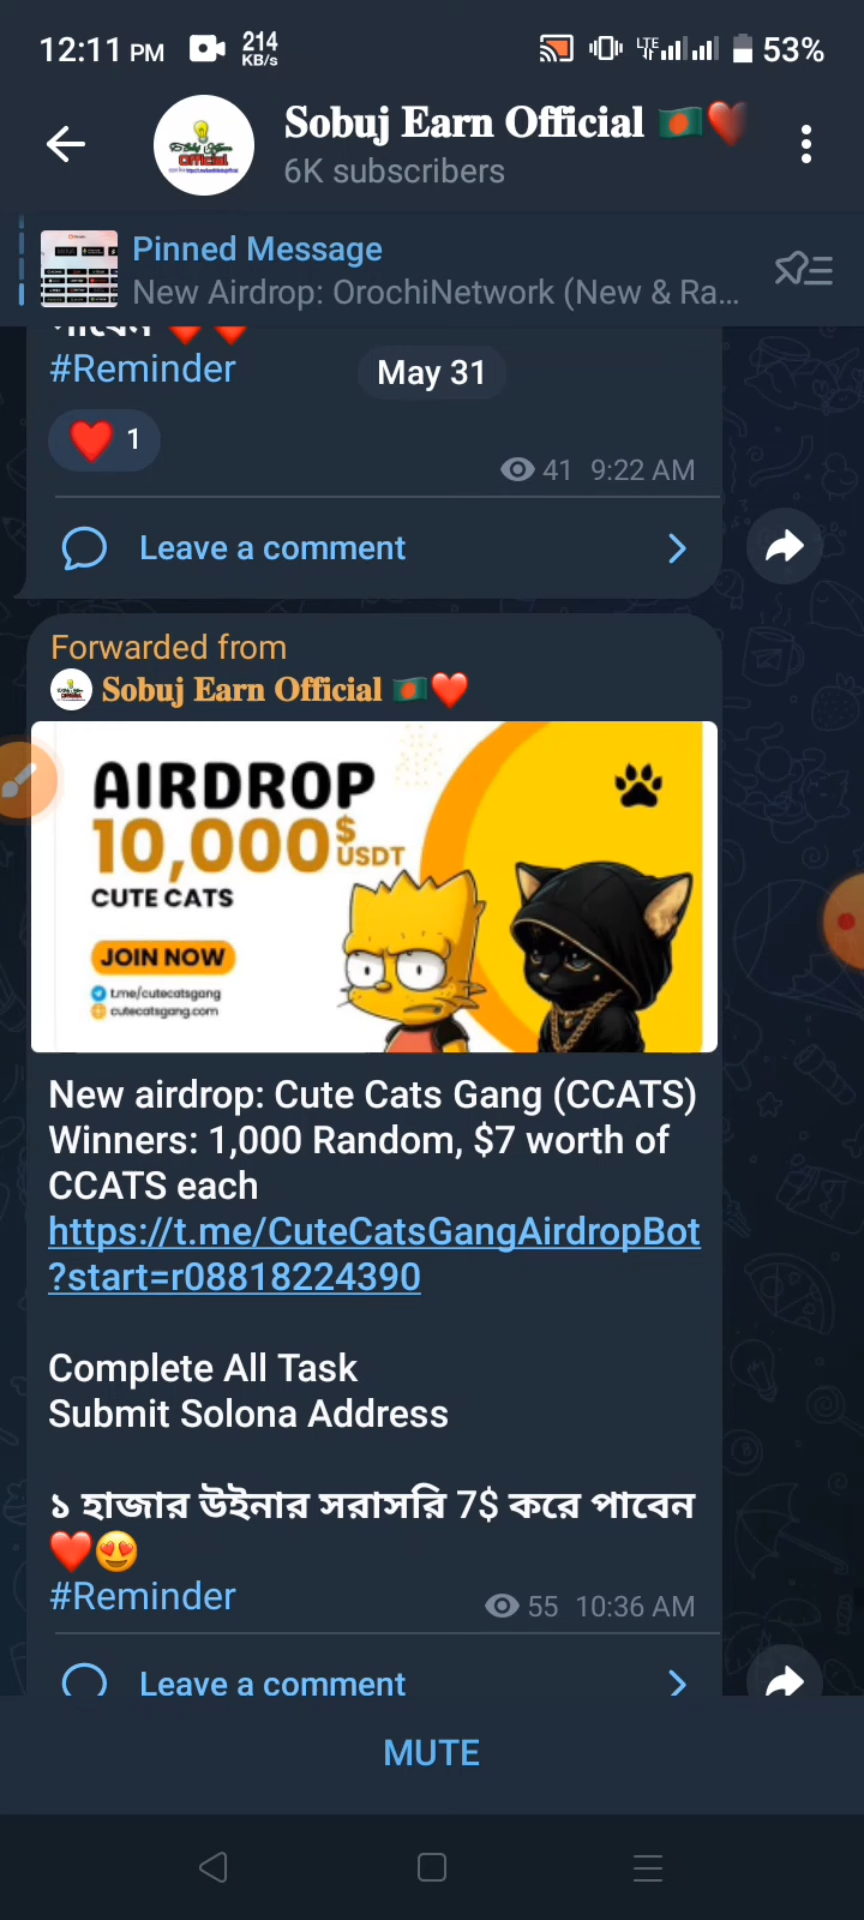 12:11 PM 214 KB/s LTE 53%
Sobuj Earn Official 🇧🇩❤️
6K subscribers
Pinned Message
New Airdrop: OrochiNetwork (New & Ra...
#Reminder
May 31
❤️ 1
41 9:22 AM
Leave a comment
Forwarded from
Sobuj Earn Official 🇧🇩❤️
AIRDROP
10,000$ USDT
CUTE CATS
JOIN NOW
t.me/cutecatsgang
cutecatsgang.com
New airdrop: Cute Cats Gang (CCATS)
Winners: 1,000 Random, $7 worth of
CCATS each
https://t.me/CuteCatsGangAirdropBot
?start=r08818224390
Complete All Task
Submit Solona Address
১ হাজার উইনার সরাসরি 7$ করে পাবেন
❤️😍
#Reminder
55 10:36 AM
Leave a comment
MUTE